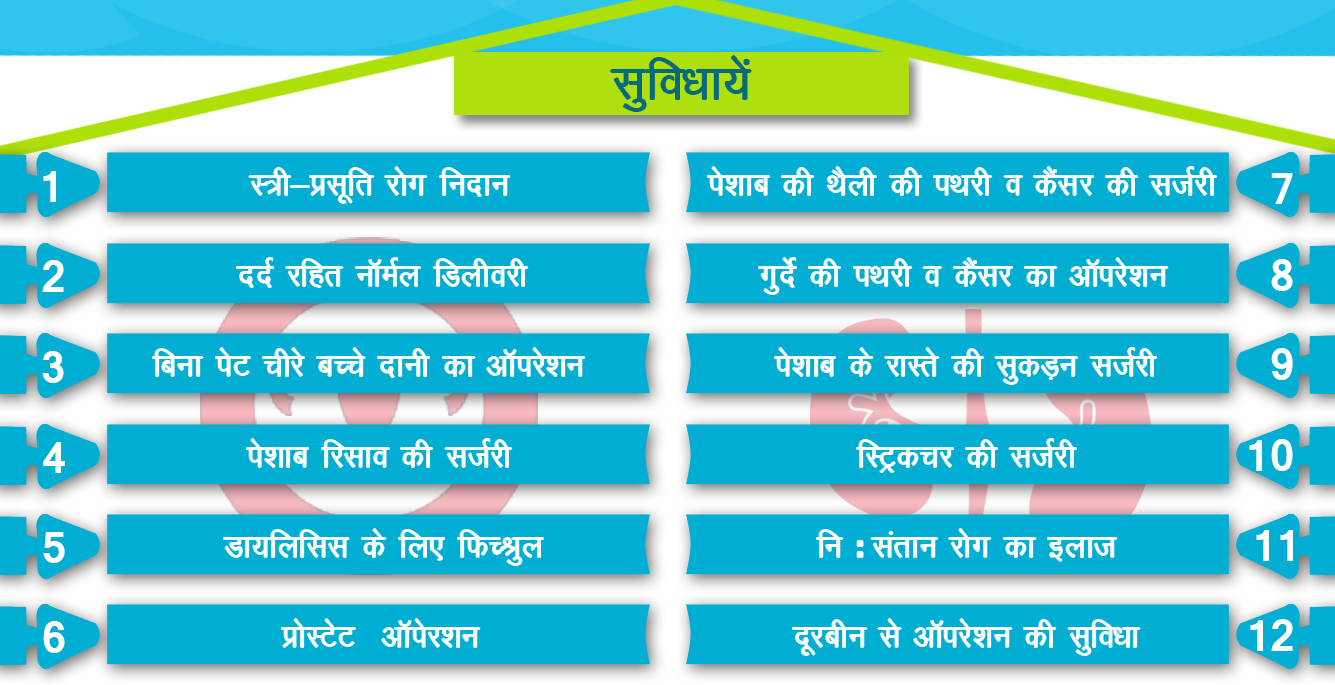 सुविधायें
1 स्त्री–प्रसूति रोग निदान
2 दर्द रहित नॉर्मल डिलीवरी
3 बिना पेट चीरे बच्चे दानी का ऑपरेशन
4 पेशाब रिसाव की सर्जरी
5 डायलिसिस के लिए फिच्श्रुल
6 प्रोस्टेट ऑपेरशन
पेशाब की थैली की पथरी व कैंसर की सर्जरी 7
गुर्दे की पथरी व कैंसर का ऑपरेशन 8
पेशाब के रास्ते की सुकड़न सर्जरी 9
स्ट्रिकचर की सर्जरी 10
नि : संतान रोग का इलाज 11
दूरबीन से ऑपरेशन की सुविधा 12